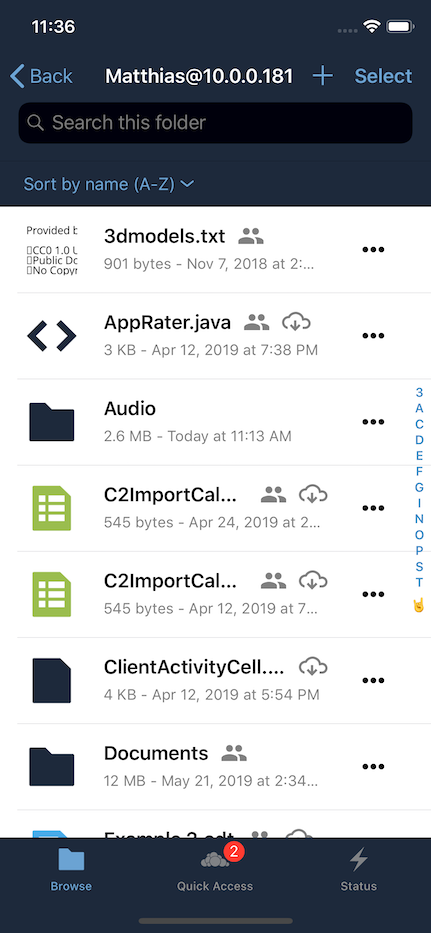 11:36
Back
Matthias@10.0.0.181
Select
Search this folder
Sort by name (A-Z)
Provided b
CC0 1.0 U
Public Dc
No Copyr
3dmodels.txt
901 bytes - Nov 7, 2018 at 2:...
AppRater.java
3 KB - Apr 12, 2019 at 7:38 PM
Audio
2.6 MB - Today at 11:13 AM
C2ImportCal...
545 bytes - Apr 24, 2019 at 2...
C2ImportCal...
545 bytes - Apr 12, 2019 at 7...
ClientActivityCell....
4 KB - Apr 12, 2019 at 5:54 PM
Documents
12 MB - May 21, 2019 at 2:34...
Example 2.odt
3
A
C
D
E
F
G
I
N
O
P
S
T
🤘
2
Browse
Quick Access
Status